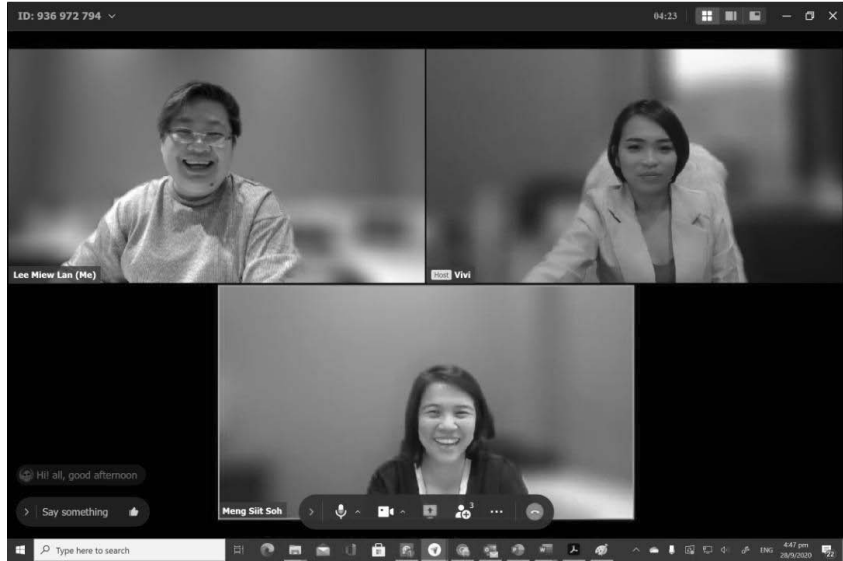 ID: 936 972 794
04:23
Lee Miew Lan (Me)
Host Vivi
Hi! all, good afternoon
Say something
Meng Siit Soh
3
Type here to search
ENG
4:47 pm
28/9/2020
22